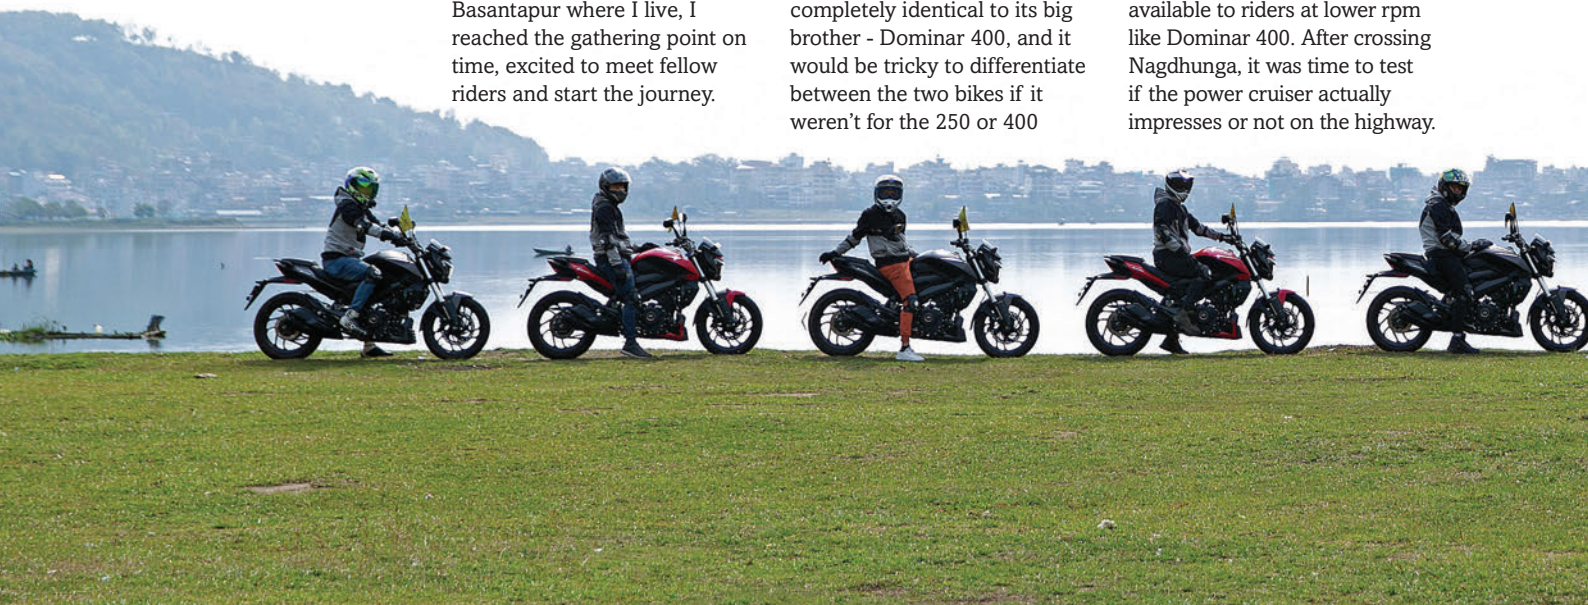 Basantapur where I live, I
reached the gathering point on
time, excited to meet fellow
riders and start the journey.
completely identical to its big
brother - Dominar 400, and it
would be tricky to differentiate
between the two bikes if it
weren't for the 250 or 400
available to riders at lower rpm
like Dominar 400. After crossing
Nagdhunga, it was time to test
if the power cruiser actually
impresses or not on the highway.